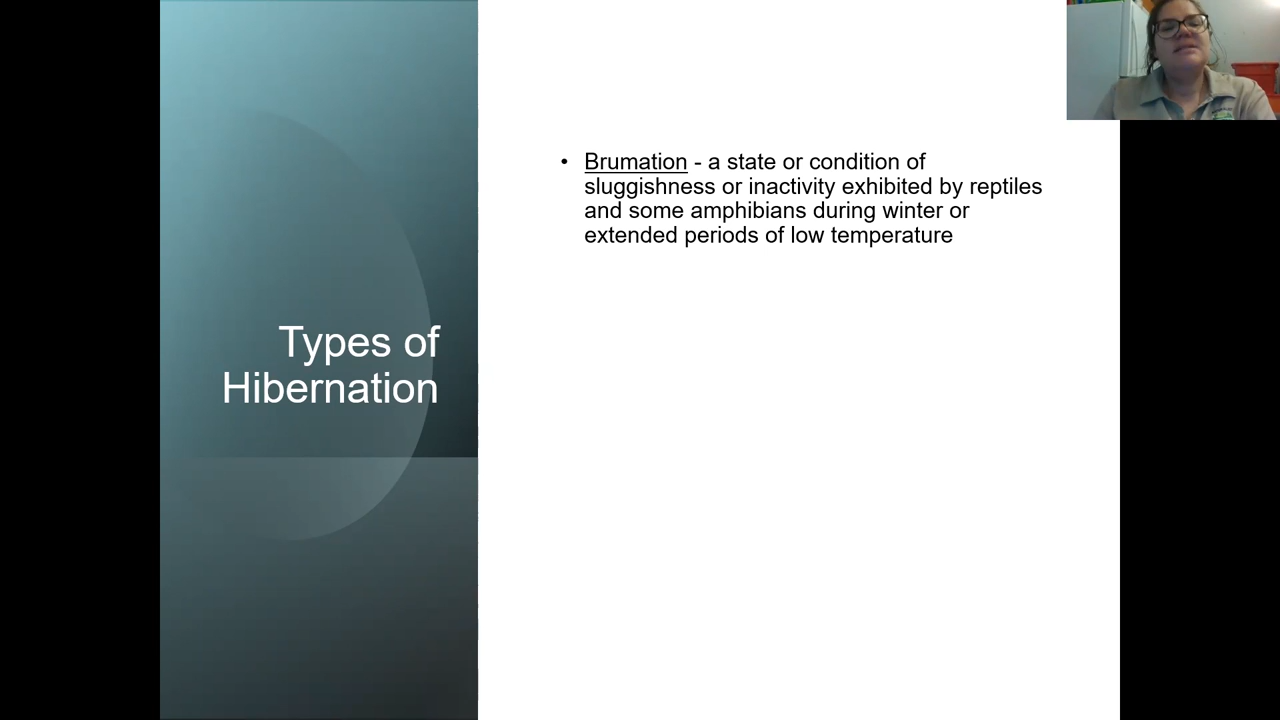 Types of
Hibernation
• Brumation - a state or condition of
sluggishness or inactivity exhibited by reptiles
and some amphibians during winter or
extended periods of low temperature